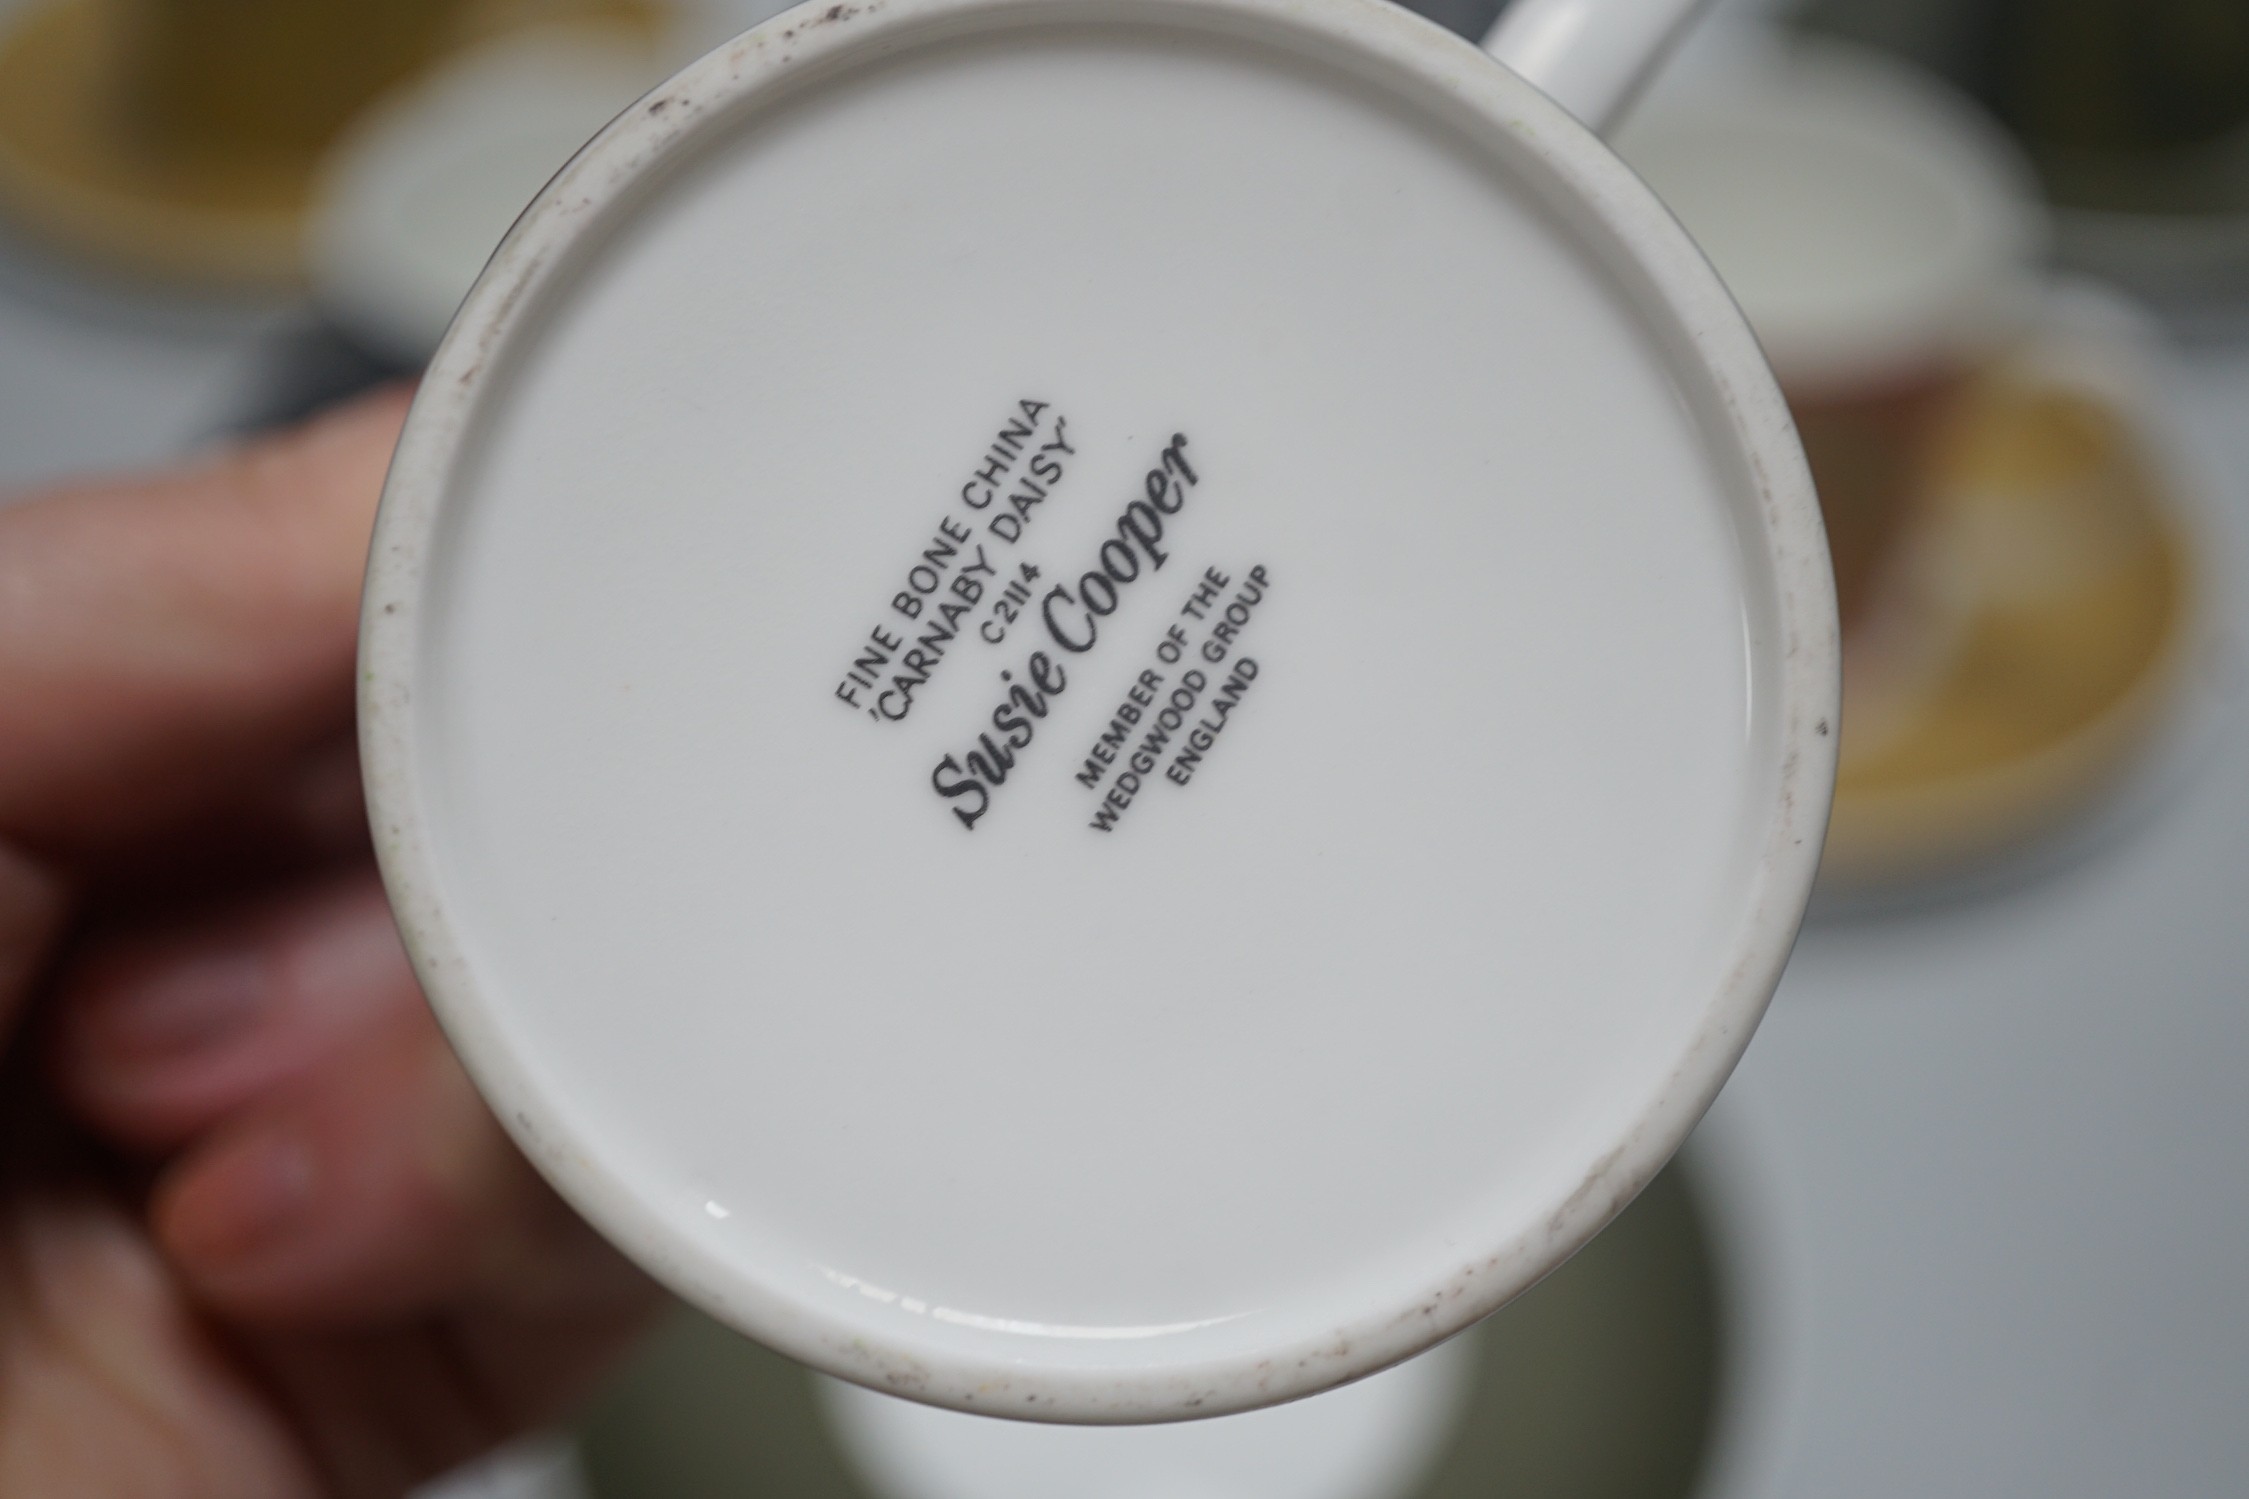 FINE BONE CHINA
'CARNABY DAISY'
C2114
Susie Cooper
MEMBER OF THE
WEDGWOOD GROUP
ENGLAND